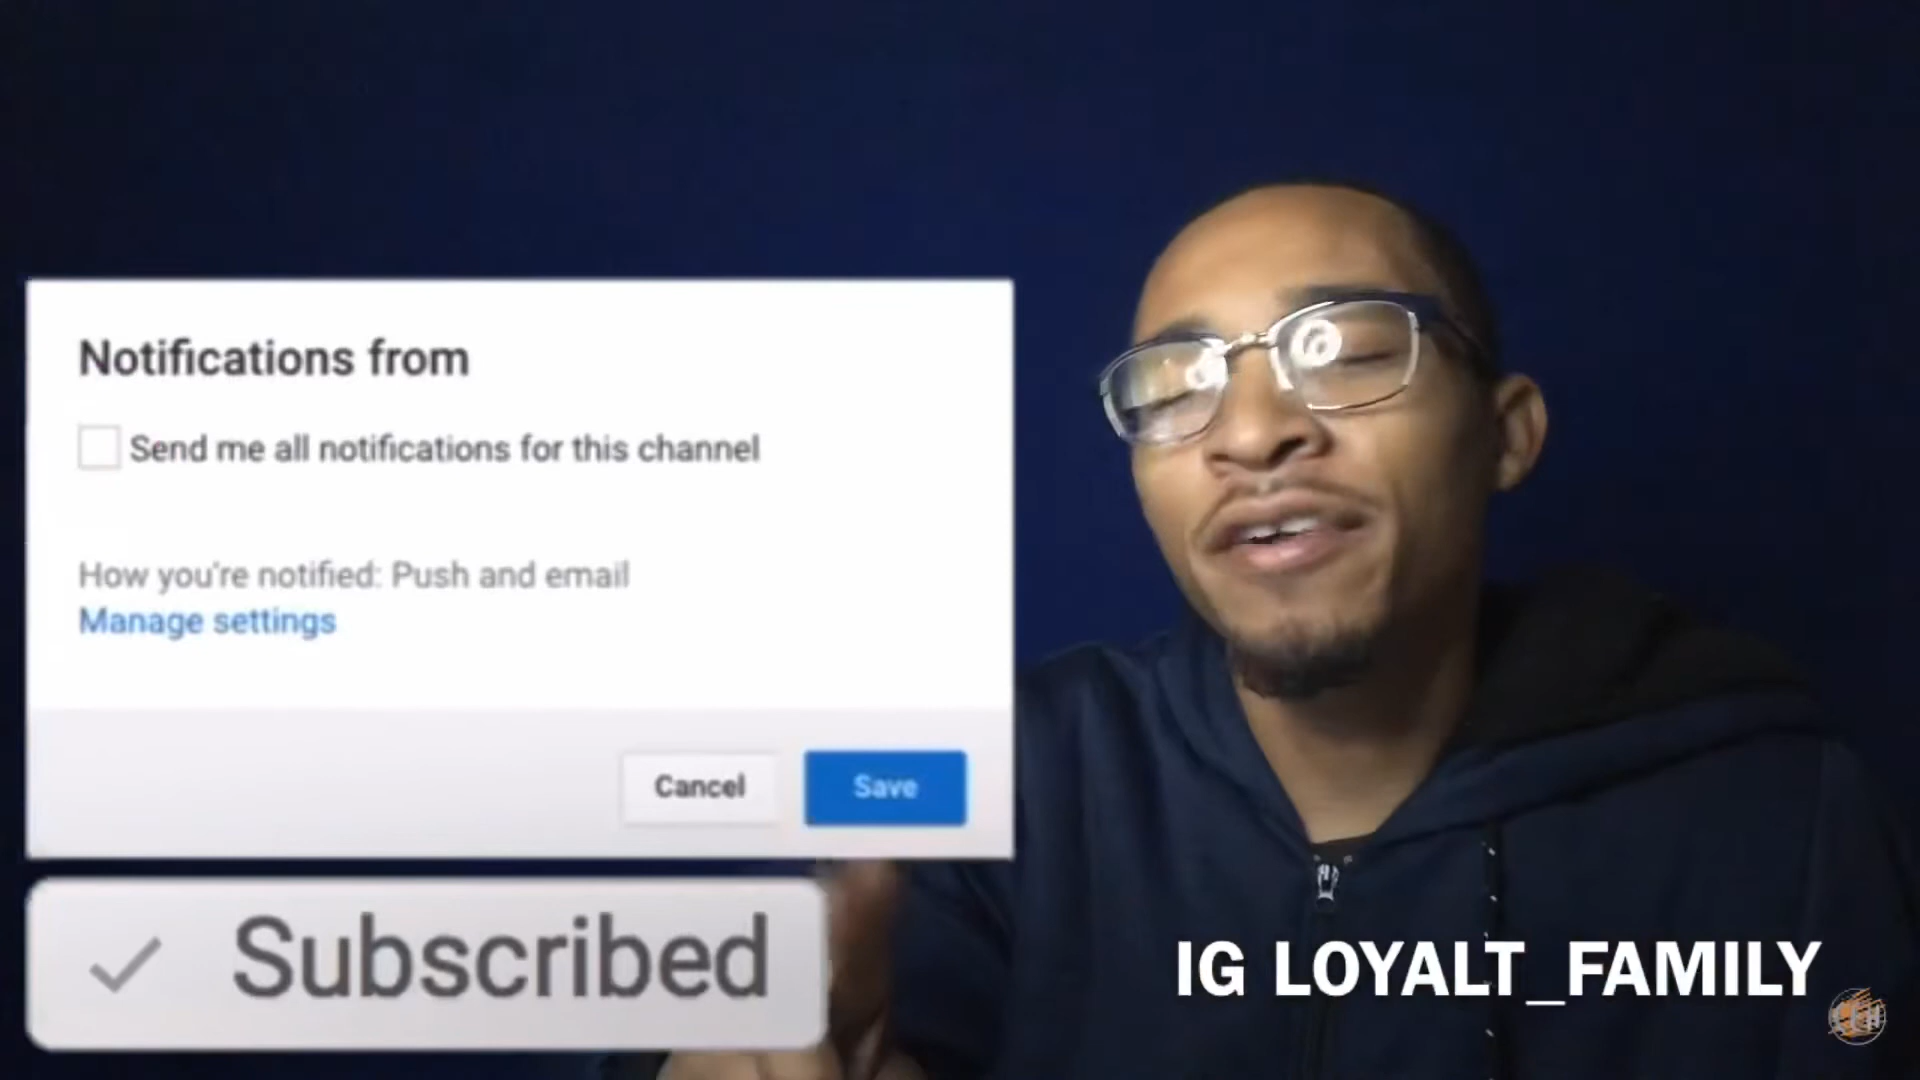 Notifications from
Send me all notifications for this channel
How you're notified: Push and email
Manage settings
Cancel
Save
Subscribed
IG LOYALT_FAMILY